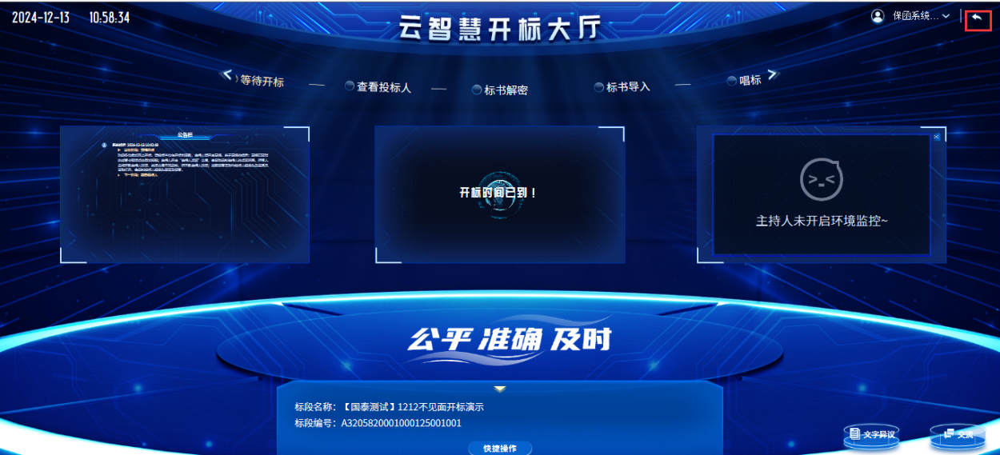 2024-12-13 10:58:34
云智慧开标大厅
保函系统...
等待开标
查看投标人
标书解密
标书导入
唱标
公告栏
开标时间已到！
主持人未开启环境监控~
公平 准确 及时
标段名称：【国泰测试】1212不见面开标演示
标段编号：A3205820001000125001001
快捷操作
文字异议
交流